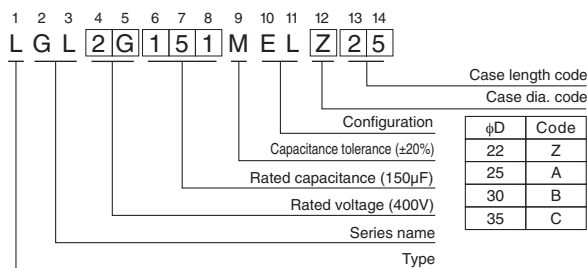 1 2 3 4 5 6 7 8 9 10 11 12 13 14
L G L 2 G 1 5 1 M E L Z 2 5
Case length code
Case dia. code
Configuration
Capacitance tolerance (±20%)
Rated capacitance (150µF)
Rated voltage (400V)
Series name
Type
ϕD Code
22 Z
25 A
30 B
35 C